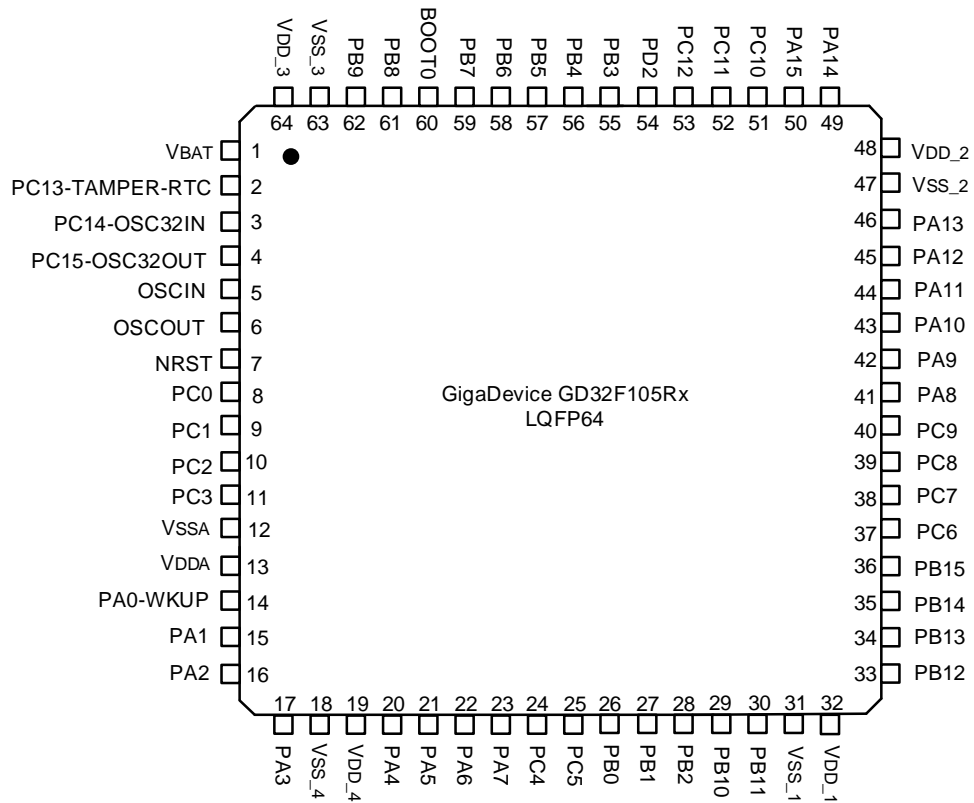 VDD_3 VSS_3 PB9 PB8 BOOT0 PB7 PB6 PB5 PB4 PB3 PD2 PC12 PC11 PC10 PA15 PA14
64 63 62 61 60 59 58 57 56 55 54 53 52 51 50 49
VBAT 1 48 VDD_2
PC13-TAMPER-RTC 2 47 VSS_2
PC14-OSC32IN 3 46 PA13
PC15-OSC32OUT 4 45 PA12
OSCIN 5 44 PA11
OSCOUT 6 43 PA10
NRST 7 42 PA9
PC0 8 GigaDevice GD32F105Rx 41 PA8
LQFP64
PC1 9 40 PC9
PC2 10 39 PC8
PC3 11 38 PC7
VSSA 12 37 PC6
VDDA 13 36 PB15
PA0-WKUP 14 35 PB14
PA1 15 34 PB13
PA2 16 33 PB12
17 18 19 20 21 22 23 24 25 26 27 28 29 30 31 32
PA3 VSS_4 VDD_4 PA4 PA5 PA6 PA7 PC4 PC5 PB0 PB1 PB2 PB10 PB11 VSS_1 VDD_1